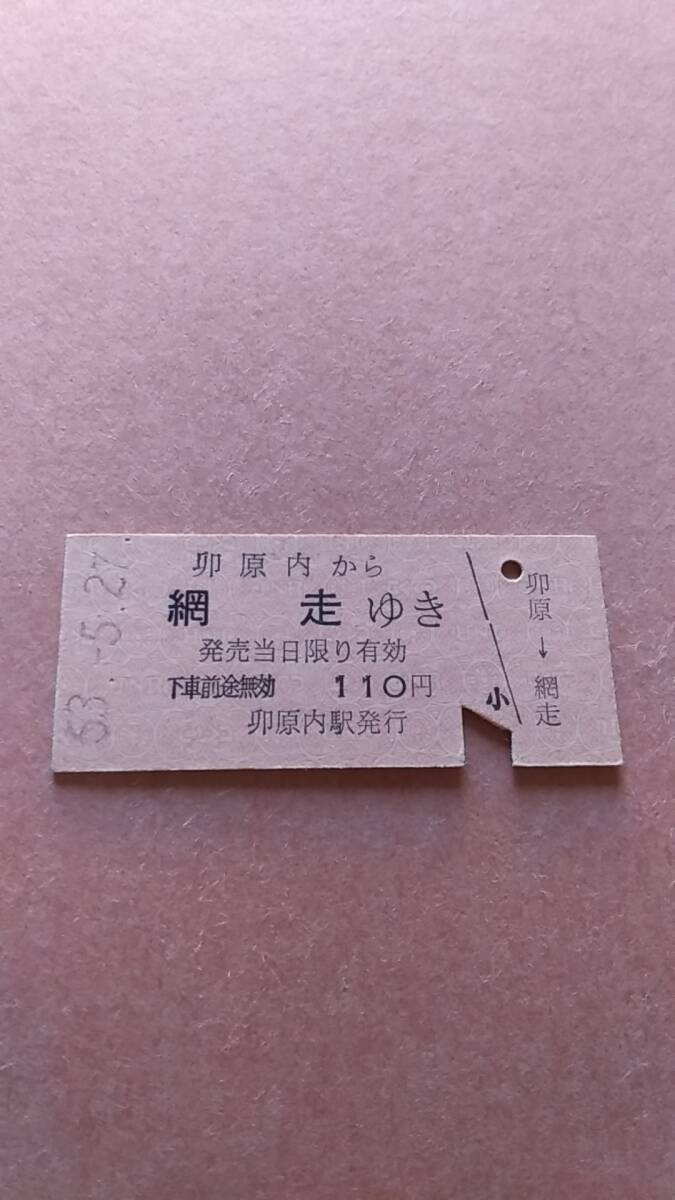 53.-5.27
卯原内から
網走ゆき
発売当日限り有効
下車前途無効 110円
卯原内駅発行
小
卯原→網走